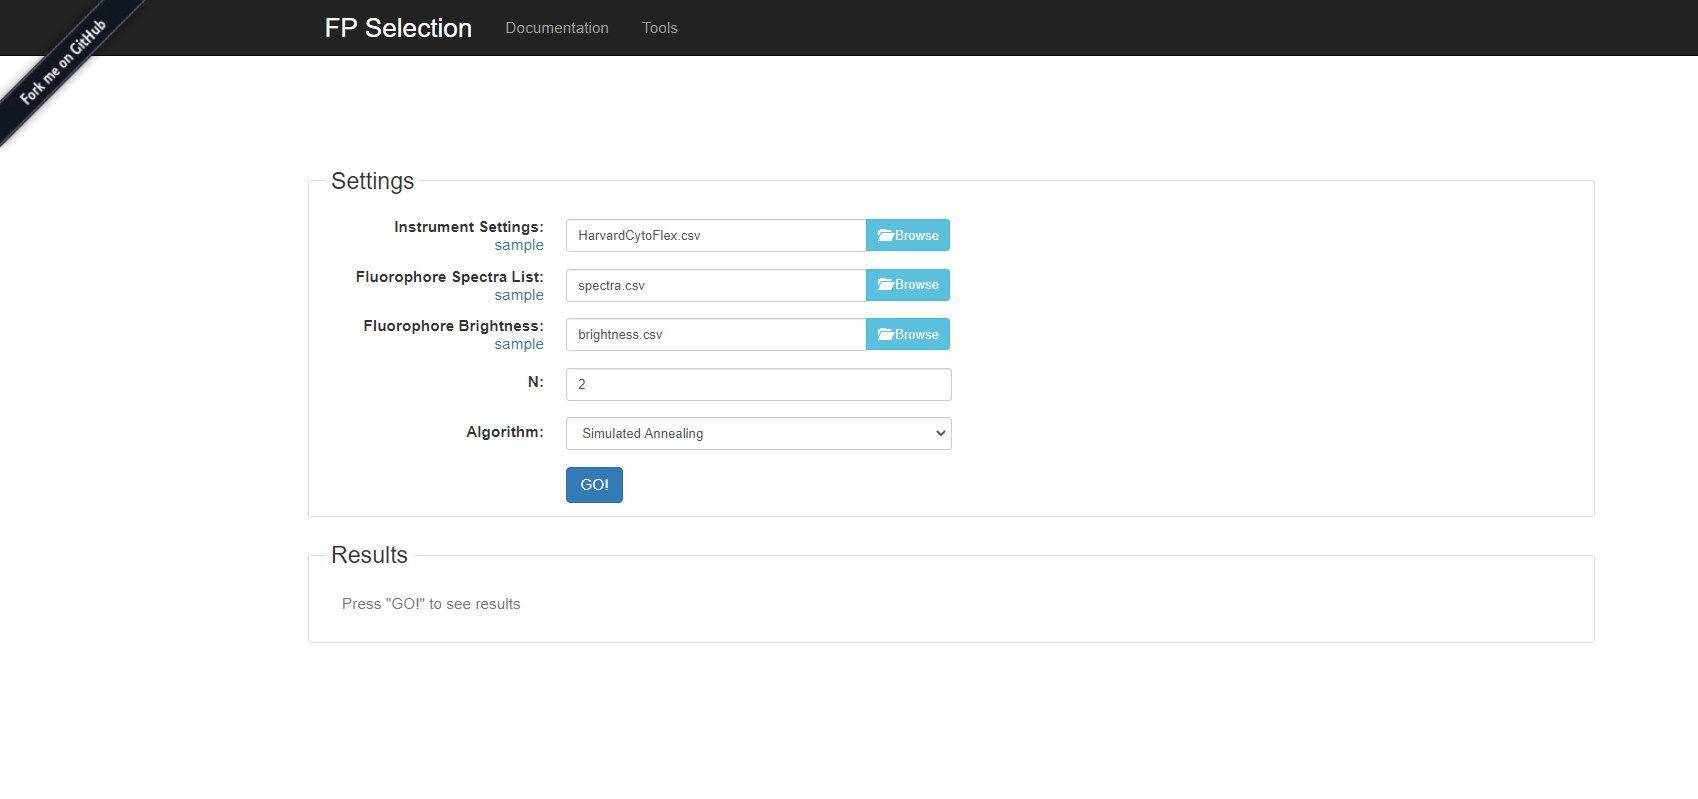 Fork me on GitHub
FP Selection Documentation Tools
Settings
Instrument Settings:
sample
HarvardCytoFlex.csv Browse
Fluorophore Spectra List:
sample
spectra.csv Browse
Fluorophore Brightness:
sample
brightness.csv Browse
N: 2
Algorithm: Simulated Annealing
GO!
Results
Press "GO!" to see results